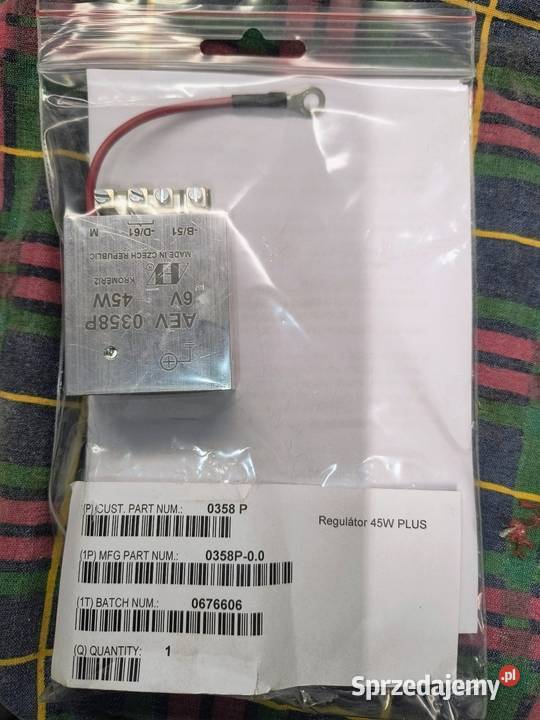 -B/51
-D/61
M
MADE IN CZECH REPUBLIC
KROMERIZ
6V 45W
AEV 0358P
(P) CUST. PART NUM.: 0358 P
Regulátor 45W PLUS
(1P) MFG PART NUM.: 0358P-0.0
(1T) BATCH NUM.: 0676606
(Q) QUANTITY: 1
Sprzedajemy.pl